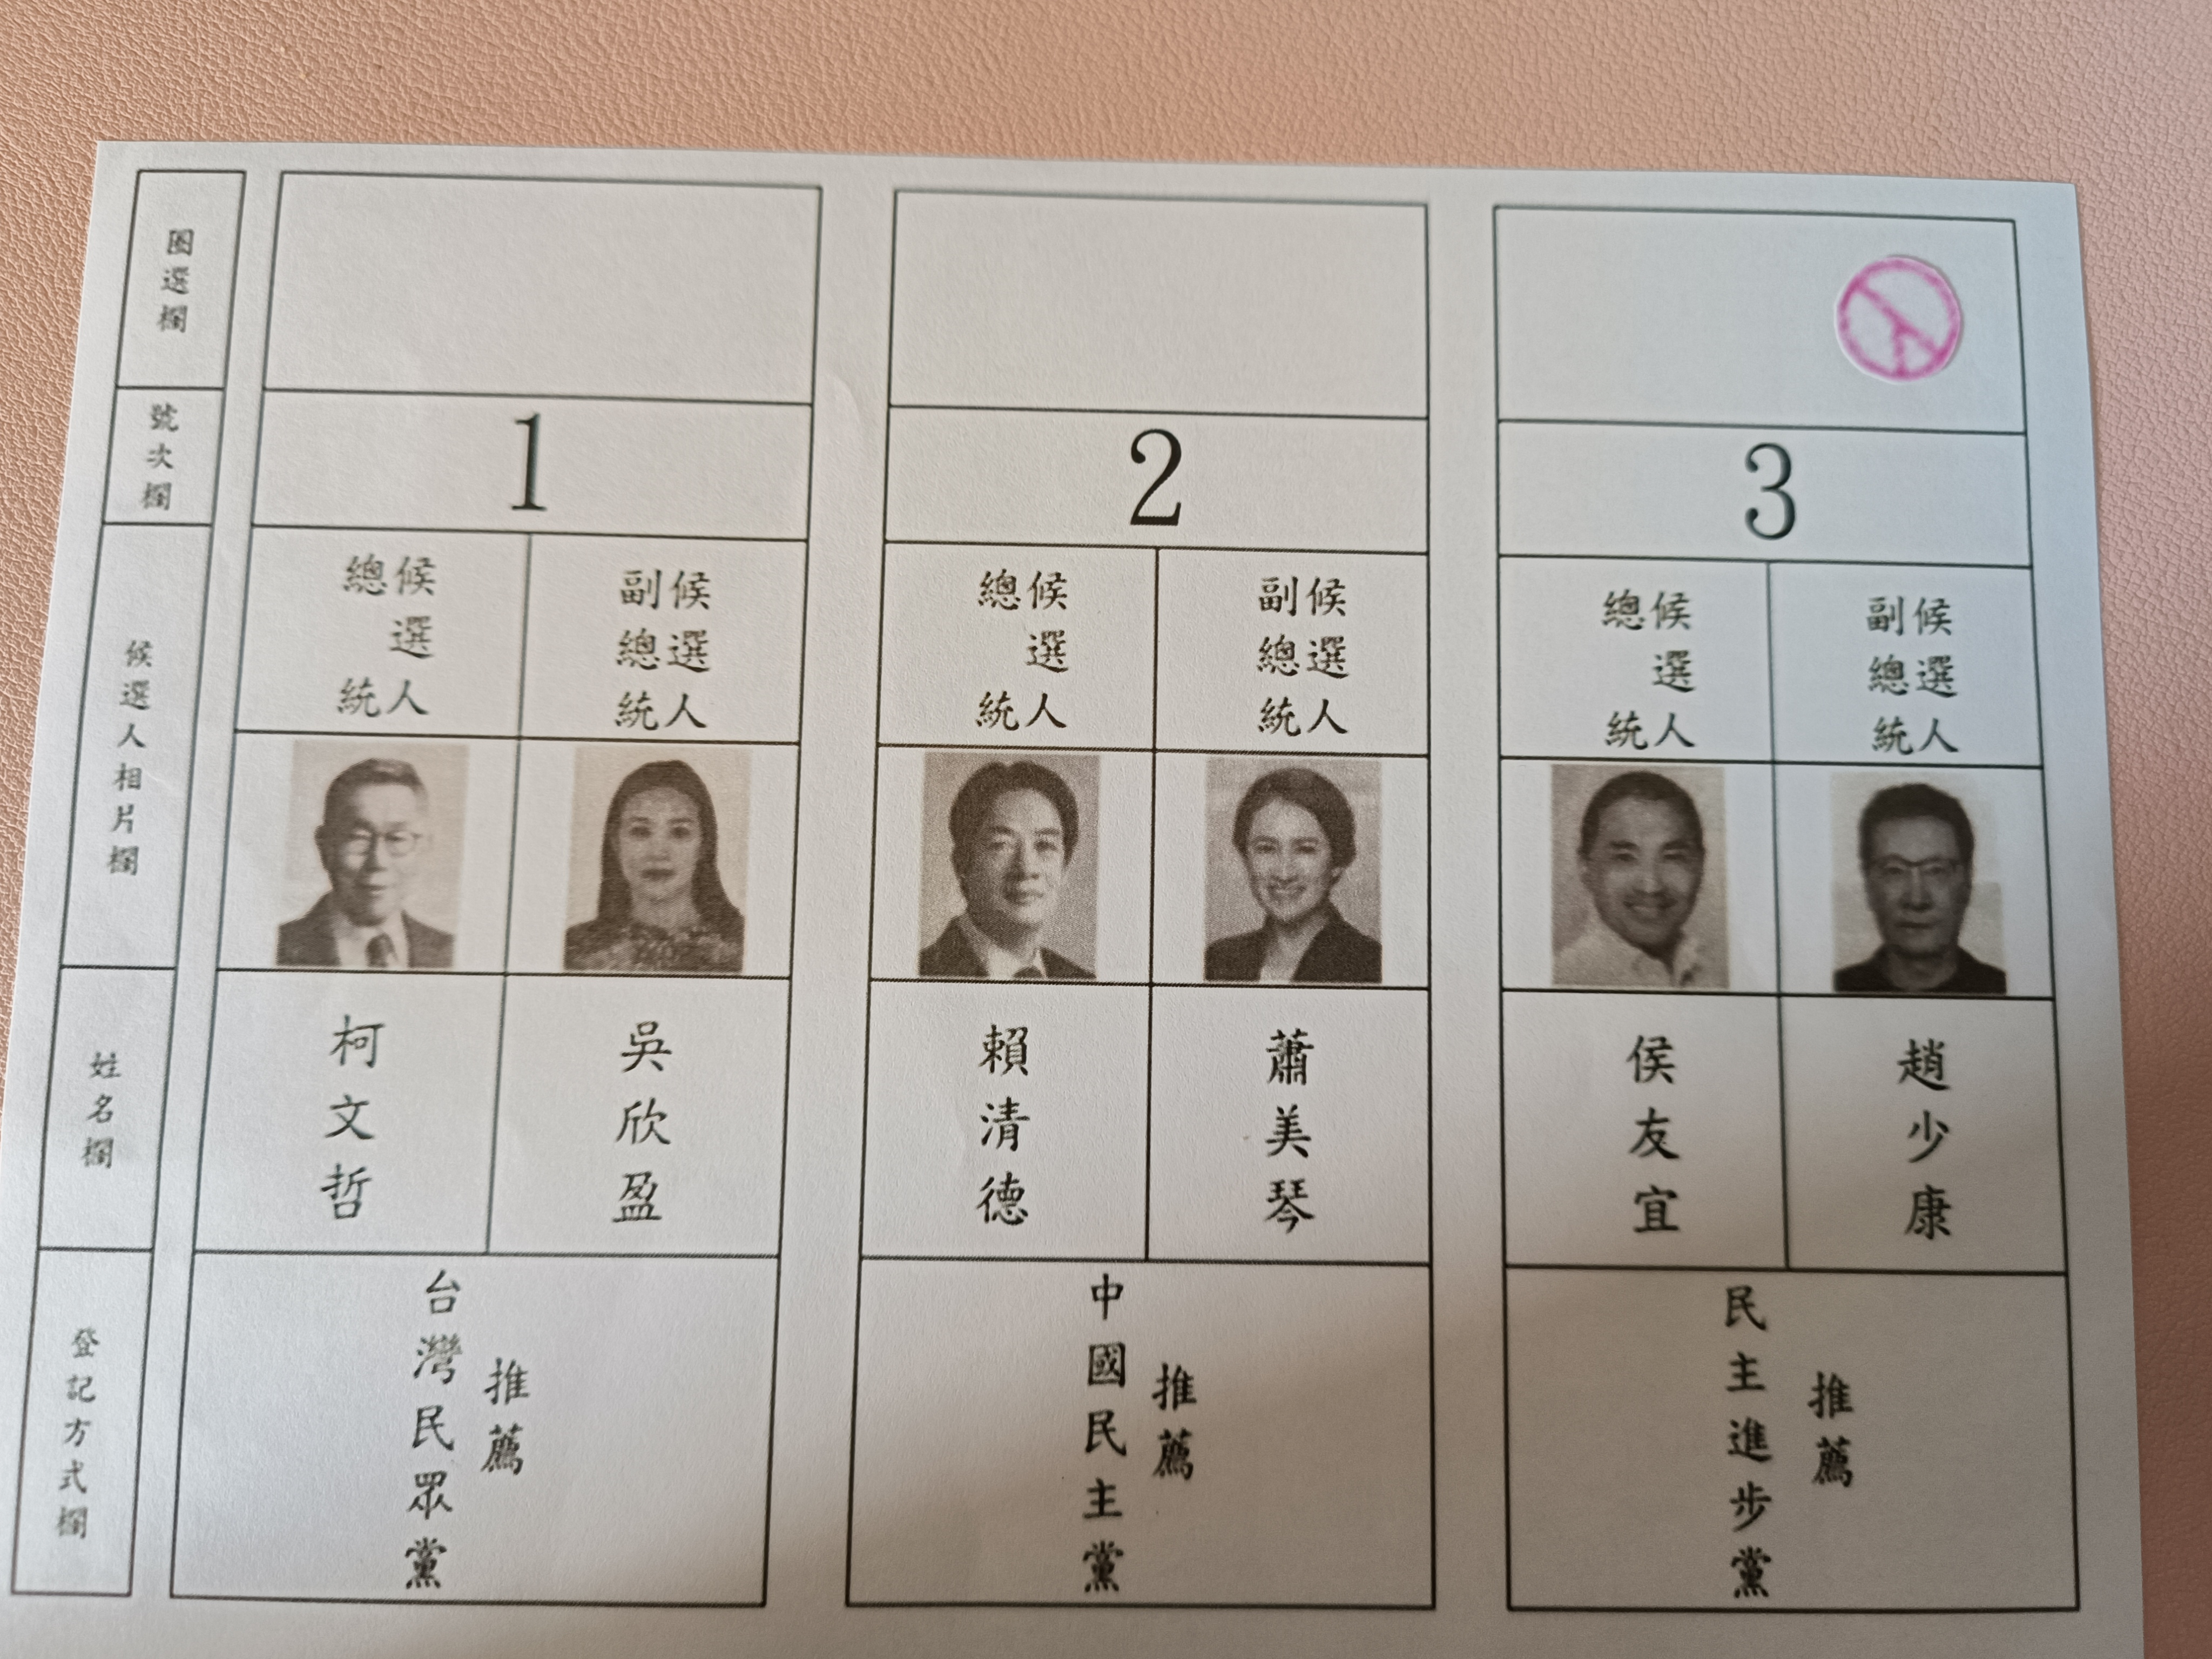 圈選欄
號次欄
候選人相片欄
姓名欄
登記方式欄
1
總統
候選人
副總統
候選人
柯文哲
吳欣盈
台灣民眾黨
推薦
2
總統
候選人
副總統
候選人
賴清德
蕭美琴
中國民主黨
推薦
3
總統
候選人
副總統
候選人
侯友宜
趙少康
民主進步黨
推薦